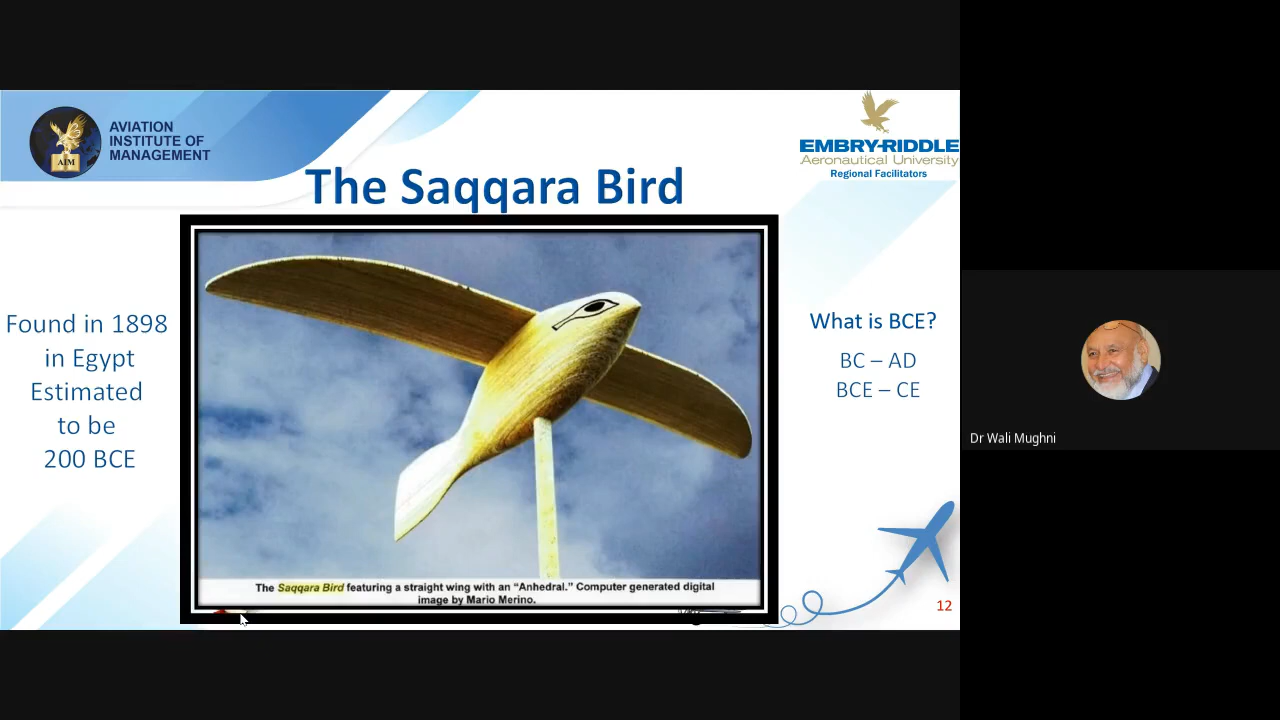 AVIATION
INSTITUTE OF
MANAGEMENT
AIM
EMBRY-RIDDLE
Aeronautical University
Regional Facilitators
The Saqqara Bird
Found in 1898
in Egypt
Estimated
to be
200 BCE
What is BCE?
BC – AD
BCE – CE
The Saqqara Bird featuring a straight wing with an “Anhedral.” Computer generated digital
image by Mario Merino.
12
Dr Wali Mughni